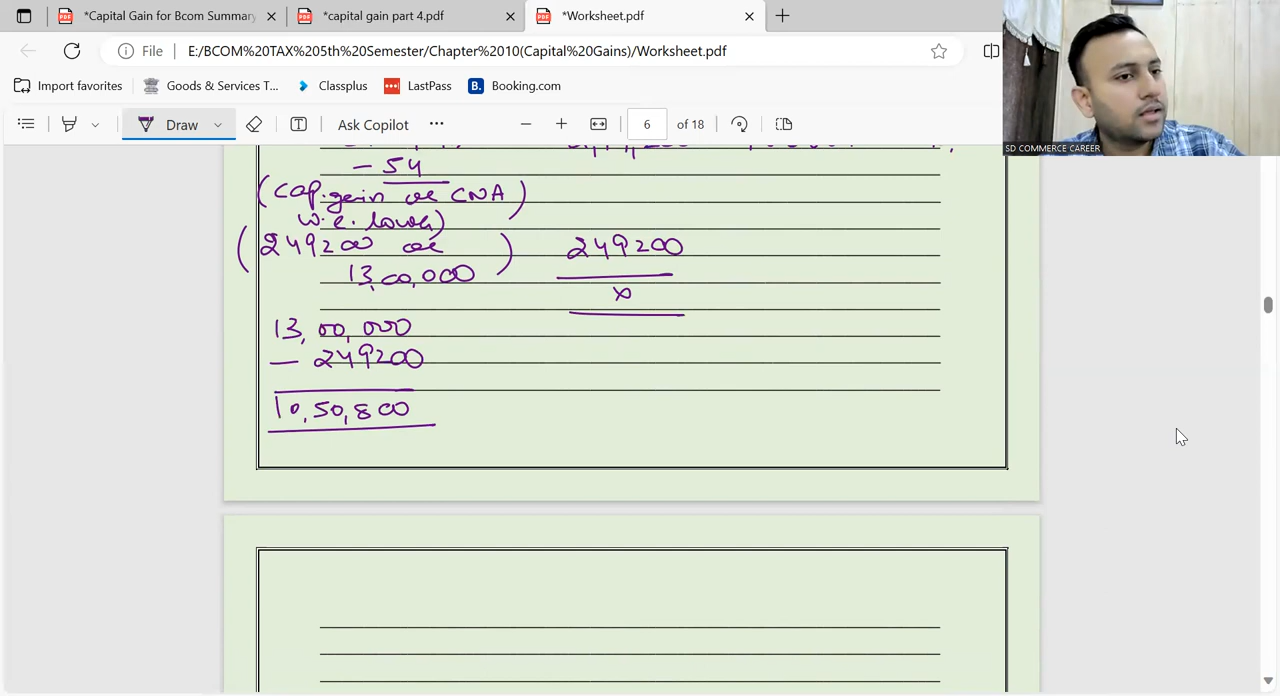 *Capital Gain for Bcom Summary
*capital gain part 4.pdf
*Worksheet.pdf
File E:/BCOM%20TAX%205th%20Semester/Chapter%2010(Capital%20Gains)/Worksheet.pdf
Import favorites Goods & Services T... Classplus LastPass B. Booking.com
Draw Ask Copilot ... 6 of 18
SD COMMERCE CAREER
- 54
(Cap. gain or CNA
w.e. lower)
(249200 or 249200
13,00,000) x
13,00,000
- 249200
10,50,800